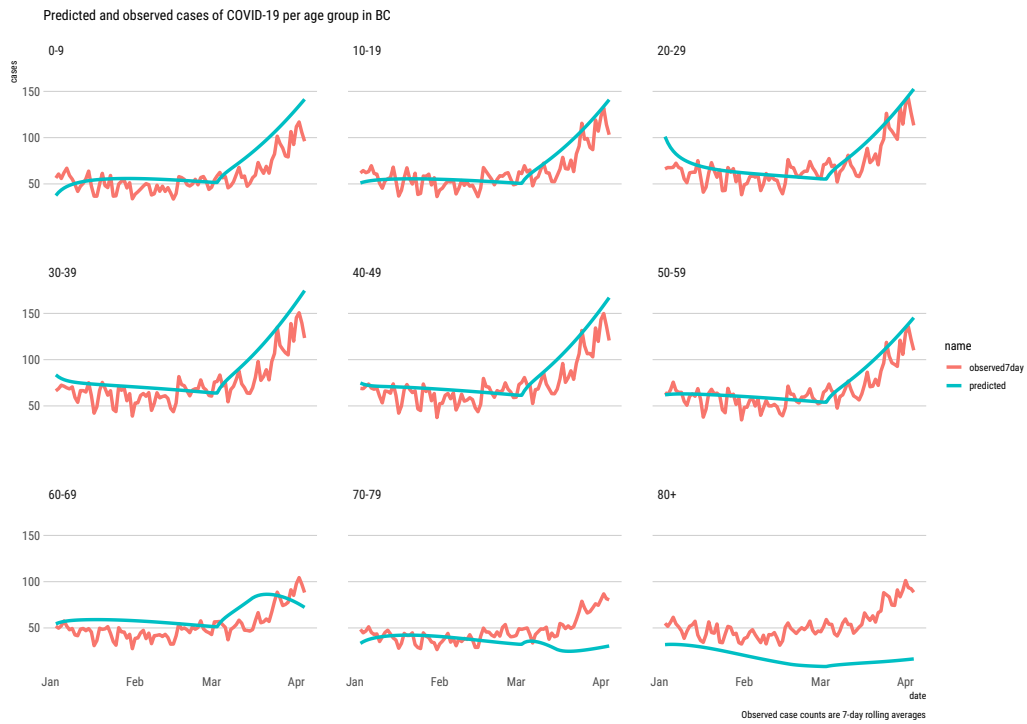 Predicted and observed cases of COVID-19 per age group in BC
0-9 10-19 20-29
cases
150
100
50
30-39 40-49 50-59
150
100
50
name
observed7day
predicted
60-69 70-79 80+
150
100
50
Jan Feb Mar Apr Jan Feb Mar Apr Jan Feb Mar Apr
date
Observed case counts are 7-day rolling averages